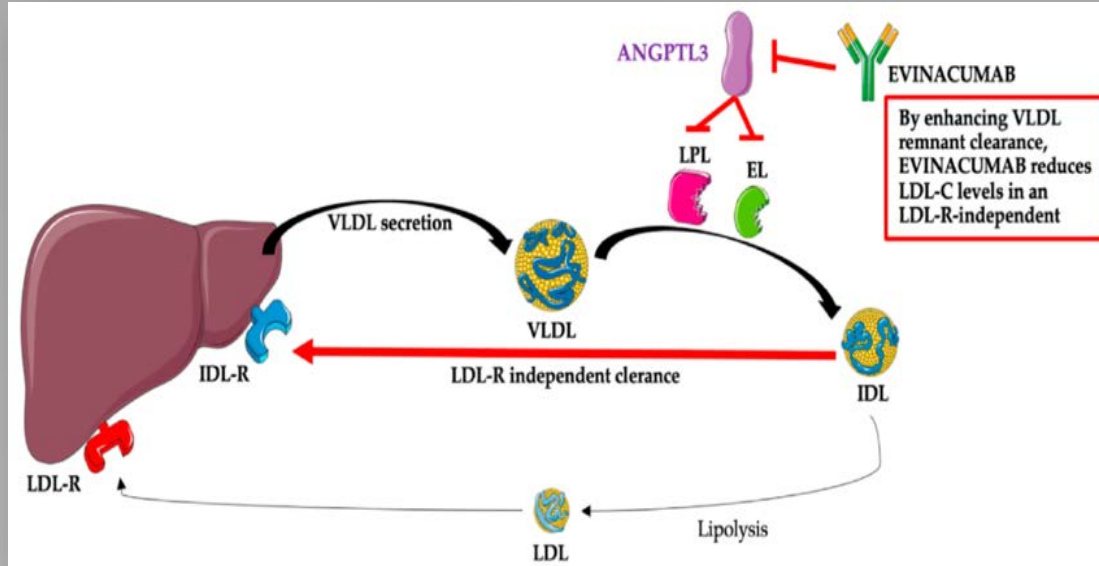 ANGPTL3
EVINACUMAB
By enhancing VLDL
remnant clearance,
EVINACUMAB reduces
LDL-C levels in an
LDL-R-independent
LPL
EL
VLDL secretion
VLDL
IDL-R
LDL-R independent clerance
IDL
LDL-R
LDL
Lipolysis